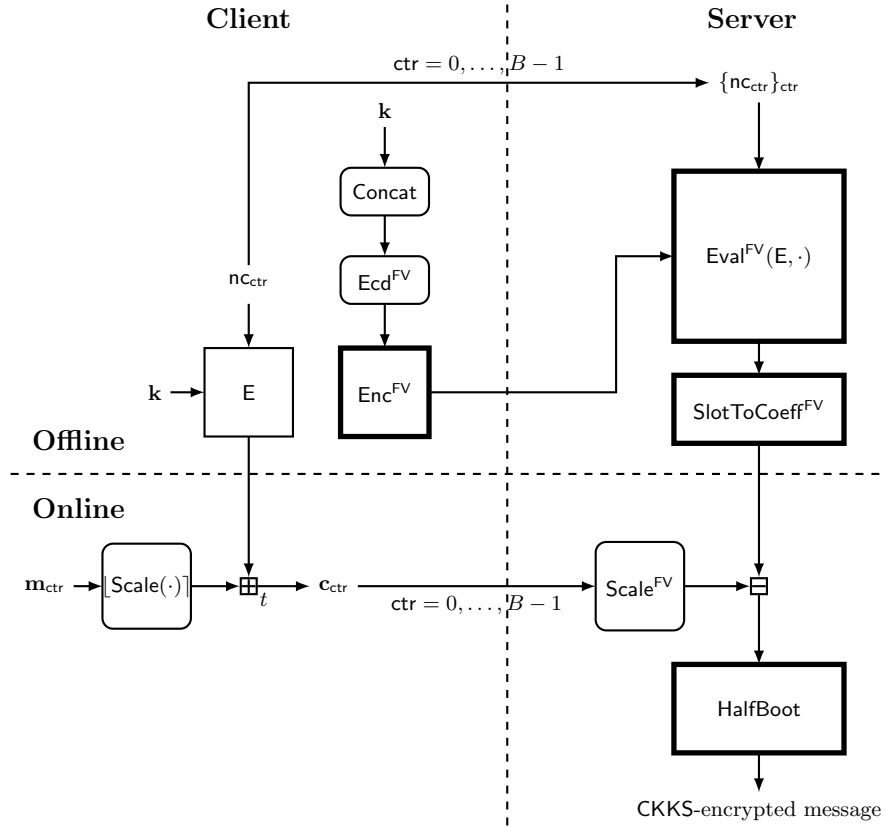 Client
Server
ctr = 0, . . . , B − 1
{nc_ctr}_ctr
k
Concat
Eval^FV(E, ·)
nc_ctr
Ecd^FV
k
E
Enc^FV
SlotToCoeff^FV
Offline
Online
m_ctr
⌊Scale(·)⌉
t
c_ctr
ctr = 0, . . . , B − 1
Scale^FV
HalfBoot
CKKS-encrypted message